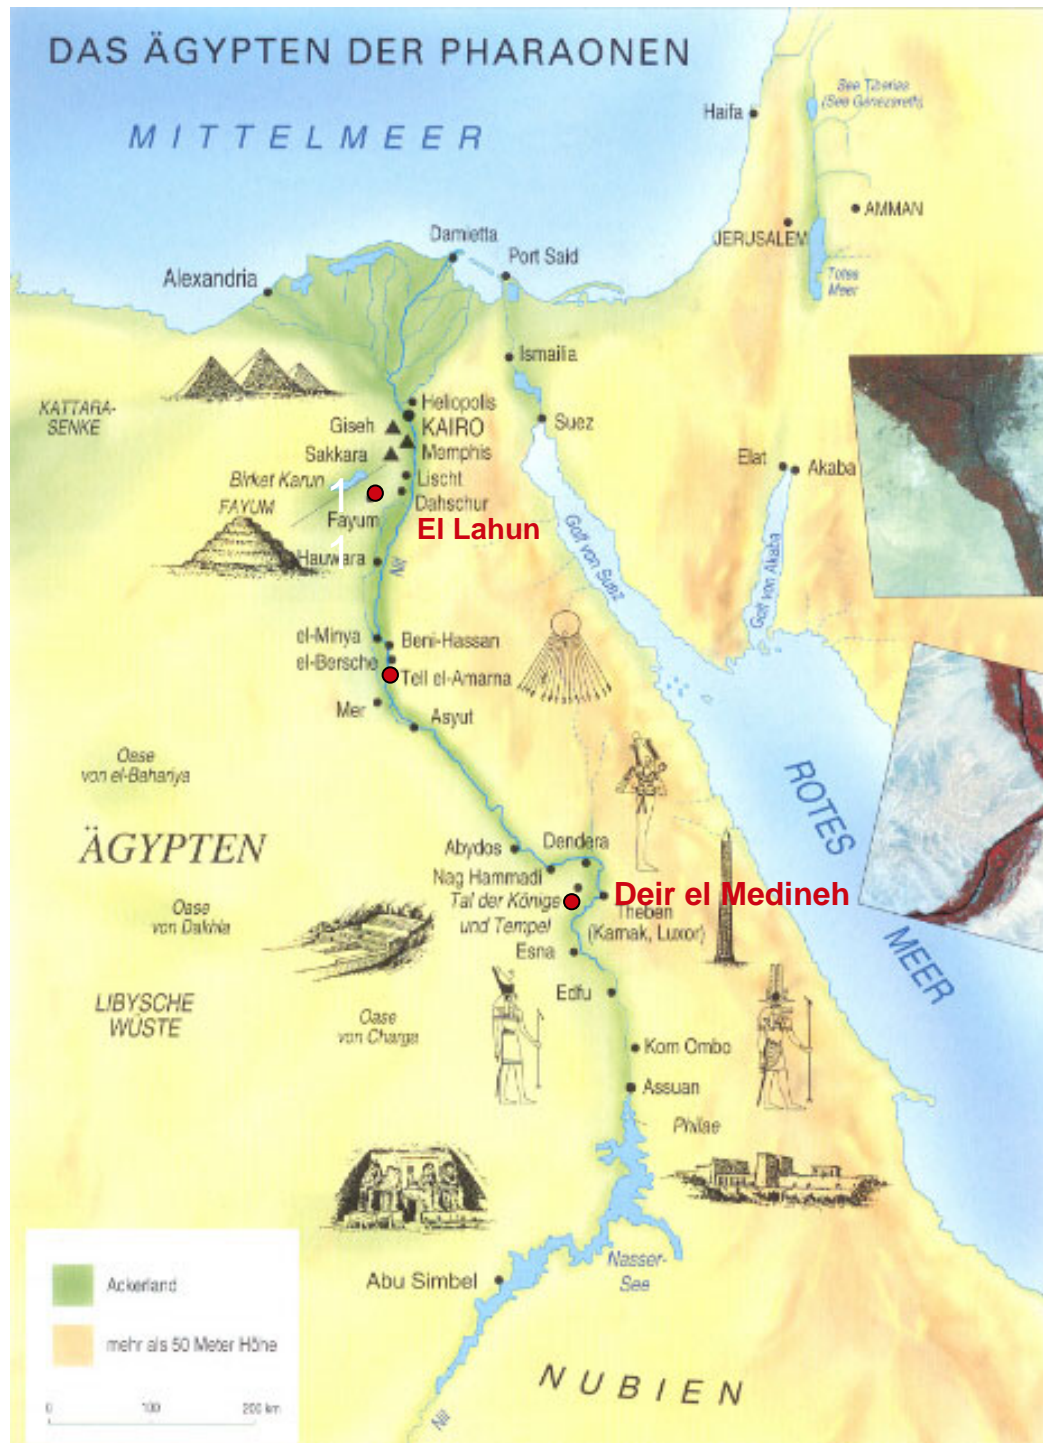 DAS ÄGYPTEN DER PHARAONEN
MITTELMEER
See Tiberias
(See Genezareth)
Haifa
AMMAN
JERUSALEM
Totes
Meer
Damietta
Port Said
Alexandria
Ismailia
KATTARA-
SENKE
Heliopolis
Giseh
KAIRO
Suez
Sakkara
Memphis
Elat
Akaba
Birket Karun
Lischt
1
Dahschur
FAYUM
Fayum
El Lahun
Golf von Suez
Golf von Akaba
1
Hauwara
Nil
el-Minya
Beni-Hassan
el-Bersche
Tell el-Amarna
Mer
Asyut
Oase
von el-Bahariya
ROTES
MEER
ÄGYPTEN
Abydos
Dendera
Nag Hammadi
Tal der Könige
und Tempel
Deir el Medineh
Theben
(Karnak, Luxor)
Oase
von Dakhla
Esna
Edfu
LIBYSCHE
WÜSTE
Oase
von Charga
Kom Ombo
Assuan
Philae
Nasser-
See
Abu Simbel
Ackerland
mehr als 50 Meter Höhe
0 100 200 km
NUBIEN
Nil